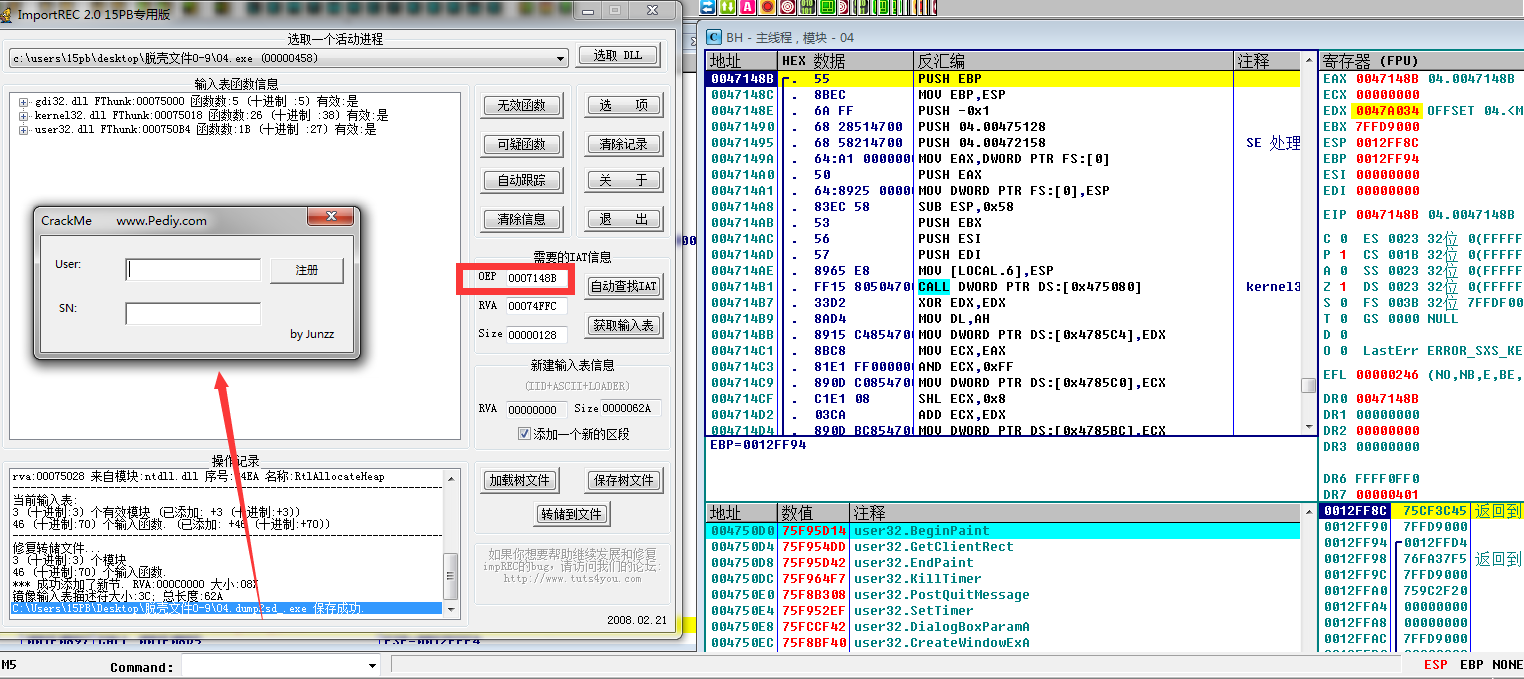 ImportREC 2.0 15PB专用版
选取一个活动进程
c:\users\15pb\desktop\脱壳文件0-9\04.exe (00000458)
选取 DLL
输入表函数信息
gdi32.dll FThunk:00075000 函数数:5 (十进制 :5) 有效:是
kernel32.dll FThunk:00075018 函数数:26 (十进制 :38) 有效:是
user32.dll FThunk:000750B4 函数数:1B (十进制 :27) 有效:是
无效函数
选 项
可疑函数
清除记录
自动跟踪
关 于
清除信息
退 出
CrackMe www.Pediy.com
User:
注册
SN:
by Junzz
需要的IAT信息
OEP 0007148B
自动查找IAT
RVA 00074FFC
Size 00000128
获取输入表
新建输入表信息
(IID+ASCII+LOADER)
RVA 00000000 Size 0000062A
添加一个新的区段
操作记录
rva:00075028 来自模块:ntdll.dll 序号: 4EA 名称:RtlAllocateHeap
当前输入表:
3 (十进制:3) 个有效模块 (已添加: +3 (十进制:+3))
46 (十进制:70) 个输入函数. (已添加: +46 (十进制:+70))
修复转储文件...
3 (十进制:3) 个模块
46 (十进制:70) 个输入函数.
*** 成功添加了新节. RVA:000C0000 大小:08X
镜像输入表描述符大小:3C; 总长度:62A
C:\Users\15PB\Desktop\脱壳文件0-9\04.dump2sd_.exe 保存成功.
加载树文件
保存树文件
转储到文件
如果你想要帮助继续发展和修复
impREC的bug,请访问我们的论坛:
http://www.tuts4you.com
2008.02.21
M5
Command:
BH - 主线程, 模块 - 04
地址 HEX 数据 反汇编 注释
0047148B . 55 PUSH EBP
0047148C . 8BEC MOV EBP,ESP
0047148E . 6A FF PUSH -0x1
00471490 . 68 28514700 PUSH 04.00475128
00471495 . 68 58214700 PUSH 04.00472158 SE 处理
0047149A . 64:A1 0000000 MOV EAX,DWORD PTR FS:[0]
004714A0 . 50 PUSH EAX
004714A1 . 64:8925 00000 MOV DWORD PTR FS:[0],ESP
004714A8 . 83EC 58 SUB ESP,0x58
004714AB . 53 PUSH EBX
004714AC . 56 PUSH ESI
004714AD . 57 PUSH EDI
004714AE . 8965 E8 MOV [LOCAL.6],ESP
004714B1 . FF15 80504700 CALL DWORD PTR DS:[0x475080] kernel3
004714B7 . 33D2 XOR EDX,EDX
004714B9 . 8AD4 MOV DL,AH
004714BB . 8915 C4854700 MOV DWORD PTR DS:[0x4785C4],EDX
004714C1 . 8BC8 MOV ECX,EAX
004714C3 . 81E1 FF000000 AND ECX,0xFF
004714C9 . 890D C0854700 MOV DWORD PTR DS:[0x4785C0],ECX
004714CF . C1E1 08 SHL ECX,0x8
004714D2 . 03CA ADD ECX,EDX
004714D4 . 890D BC854700 MOV DWORD PTR DS:[0x4785BC],ECX
EBP=0012FF94
地址 数值 注释
004750D0 75F95D14 user32.BeginPaint
004750D4 75F954DD user32.GetClientRect
004750D8 75F95D42 user32.EndPaint
004750DC 75F964F7 user32.KillTimer
004750E0 75F8B308 user32.PostQuitMessage
004750E4 75F952EF user32.SetTimer
004750E8 75FCCF42 user32.DialogBoxParamA
004750EC 75F8BF40 user32.CreateWindowExA
寄存器 (FPU)
EAX 0047148B 04.0047148B
ECX 00000000
EDX 0047A034 OFFSET 04.<M
EBX 7FFD9000
ESP 0012FF8C
EBP 0012FF94
ESI 00000000
EDI 00000000
EIP 0047148B 04.0047148B
C 0 ES 0023 32位 0(FFFFF
P 1 CS 001B 32位 0(FFFFF
A 0 SS 0023 32位 0(FFFFF
Z 1 DS 0023 32位 0(FFFFF
S 0 FS 003B 32位 7FFDF00
T 0 GS 0000 NULL
D 0
O 0 LastErr ERROR_SXS_KE
EFL 00000246 (NO,NB,E,BE,
DR0 0047148B
DR1 00000000
DR2 00000000
DR3 00000000
DR6 FFFF0FF0
DR7 00000401
0012FF8C 75CF3C45 返回到
0012FF90 7FFD9000
0012FF94 0012FFD4
0012FF98 76FA37F5 返回到
0012FF9C 7FFD9000
0012FFA0 759C2F20
0012FFA4 00000000
0012FFA8 00000000
0012FFAC 7FFD9000
ESP EBP NONE